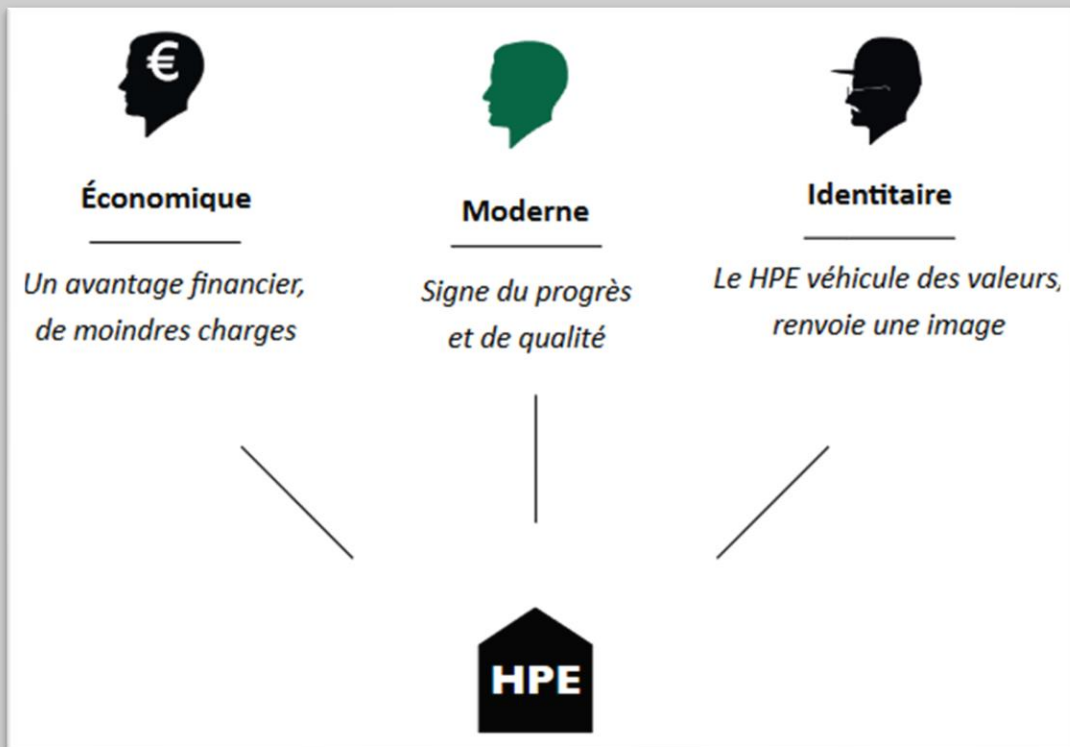 €
Économique
Un avantage financier,
de moindres charges
Moderne
Signe du progrès
et de qualité
Identitaire
Le HPE véhicule des valeurs,
renvoie une image
HPE